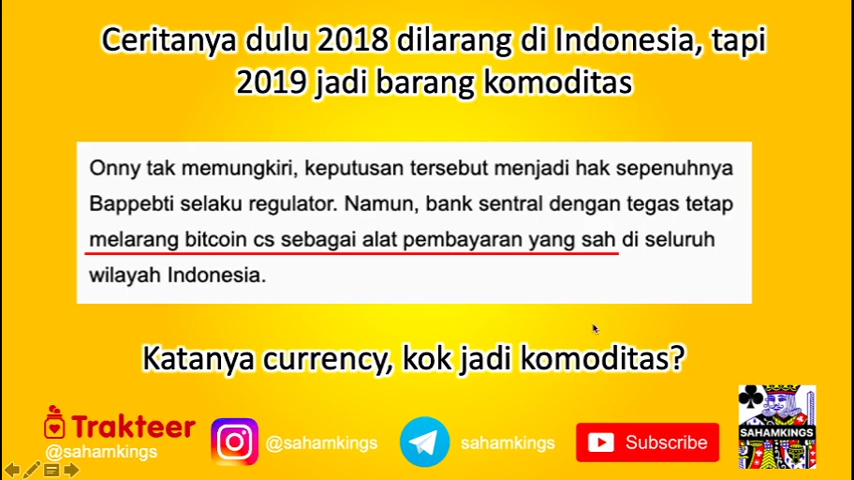 Ceritanya dulu 2018 dilarang di Indonesia, tapi
2019 jadi barang komoditas
Onny tak memungkiri, keputusan tersebut menjadi hak sepenuhnya
Bappebti selaku regulator. Namun, bank sentral dengan tegas tetap
melarang bitcoin cs sebagai alat pembayaran yang sah di seluruh
wilayah Indonesia.
Katanya currency, kok jadi komoditas?
Trakteer
@sahamkings
@sahamkings
sahamkings
Subscribe
SAHAMKINGS